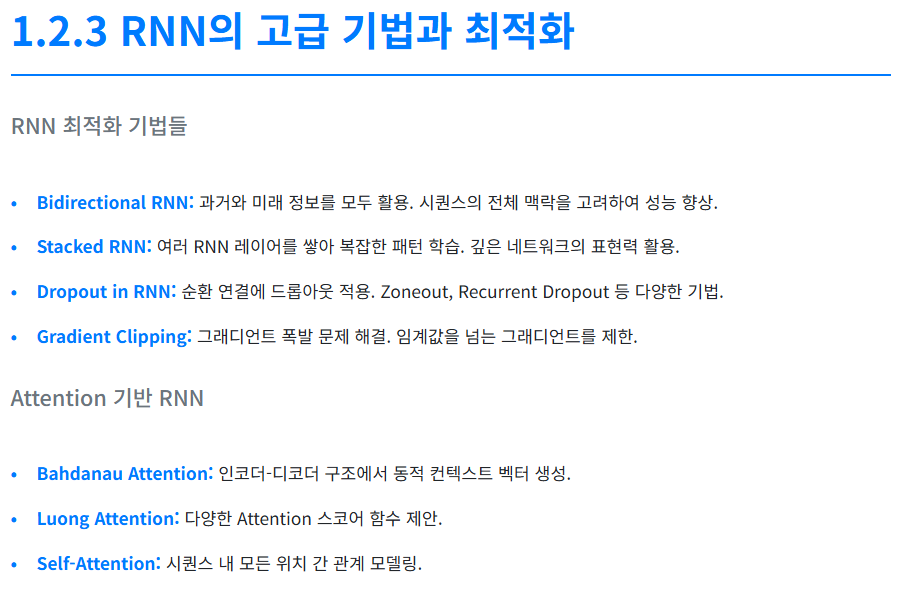 1.2.3 RNN의 고급 기법과 최적화
RNN 최적화 기법들
• Bidirectional RNN: 과거와 미래 정보를 모두 활용. 시퀀스의 전체 맥락을 고려하여 성능 향상.
• Stacked RNN: 여러 RNN 레이어를 쌓아 복잡한 패턴 학습. 깊은 네트워크의 표현력 활용.
• Dropout in RNN: 순환 연결에 드롭아웃 적용. Zoneout, Recurrent Dropout 등 다양한 기법.
• Gradient Clipping: 그래디언트 폭발 문제 해결. 임계값을 넘는 그래디언트를 제한.
Attention 기반 RNN
• Bahdanau Attention: 인코더-디코더 구조에서 동적 컨텍스트 벡터 생성.
• Luong Attention: 다양한 Attention 스코어 함수 제안.
• Self-Attention: 시퀀스 내 모든 위치 간 관계 모델링.